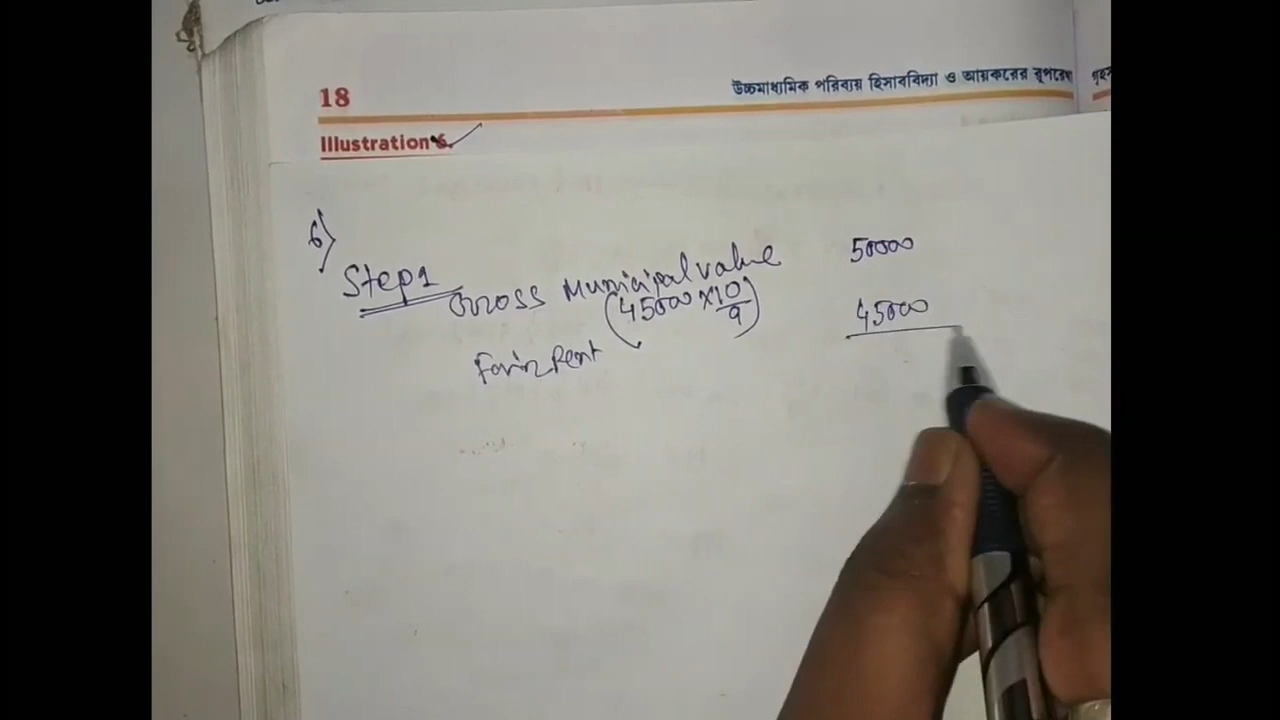 18
উচ্চমাধ্যমিক পরিবায় হিসাববিদ্যা ও আয়করের রূপরেখা
Illustration 6.
6)
Step1
Gross Municipal value 50000
(45000 × 10/9)
Fair Rent 45000